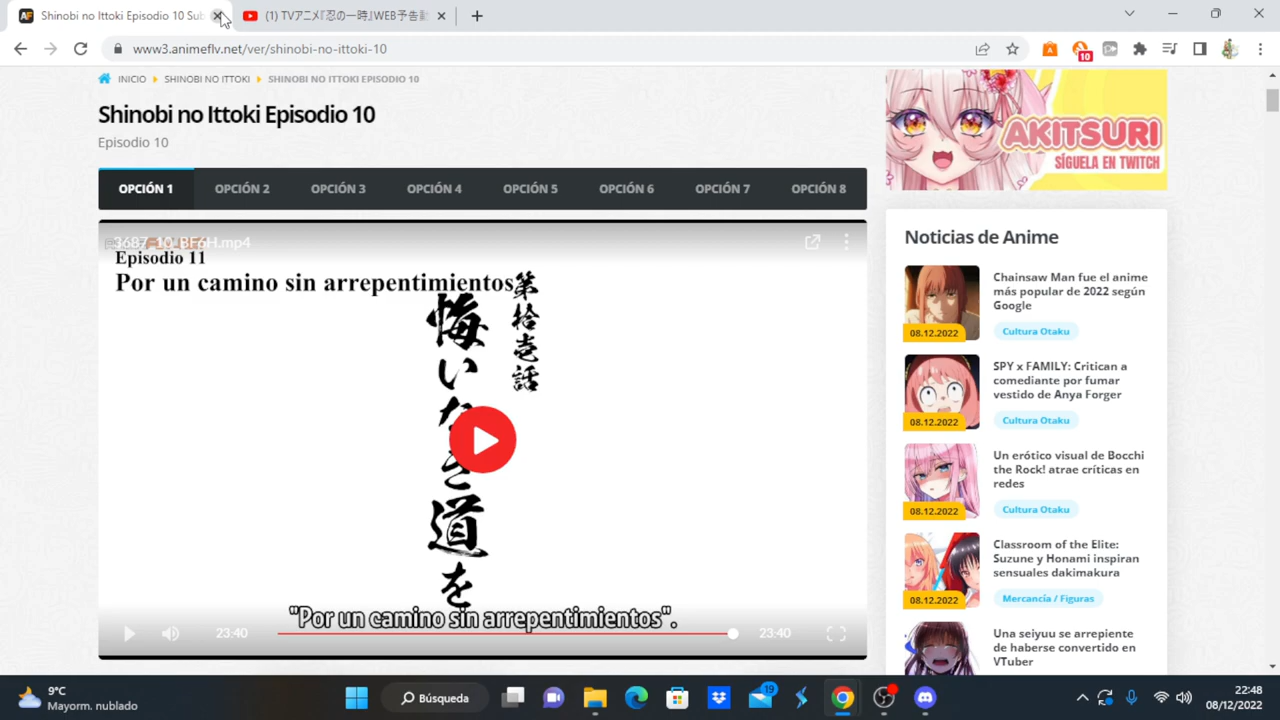 Shinobi no Ittoki Episodio 10 Sub
(1) TVアニメ『忍の一時』WEB予告
www3.animeflv.net/ver/shinobi-no-ittoki-10
10
INICIO
SHINOBI NO ITTOKI
SHINOBI NO ITTOKI EPISODIO 10
Shinobi no Ittoki Episodio 10
Episodio 10
OPCIÓN 1
OPCIÓN 2
OPCIÓN 3
OPCIÓN 4
OPCIÓN 5
OPCIÓN 6
OPCIÓN 7
OPCIÓN 8
3687_10_BF6H.mp4
Episodio 11
Por un camino sin arrepentimientos
第拾壱話
悔いなき道を
"Por un camino sin arrepentimientos".
23:40
23:40
AKITSURI
SÍGUELA EN TWITCH
Noticias de Anime
Chainsaw Man fue el anime
más popular de 2022 según
Google
08.12.2022
Cultura Otaku
SPY x FAMILY: Critican a
comediante por fumar
vestido de Anya Forger
08.12.2022
Cultura Otaku
Un erótico visual de Bocchi
the Rock! atrae críticas en
redes
08.12.2022
Cultura Otaku
Classroom of the Elite:
Suzune y Honami inspiran
sensuales dakimakura
08.12.2022
Mercancía / Figuras
Una seiyuu se arrepiente
de haberse convertido en
VTuber
9°C
Mayorm. nublado
Búsqueda
19
22:48
08/12/2022